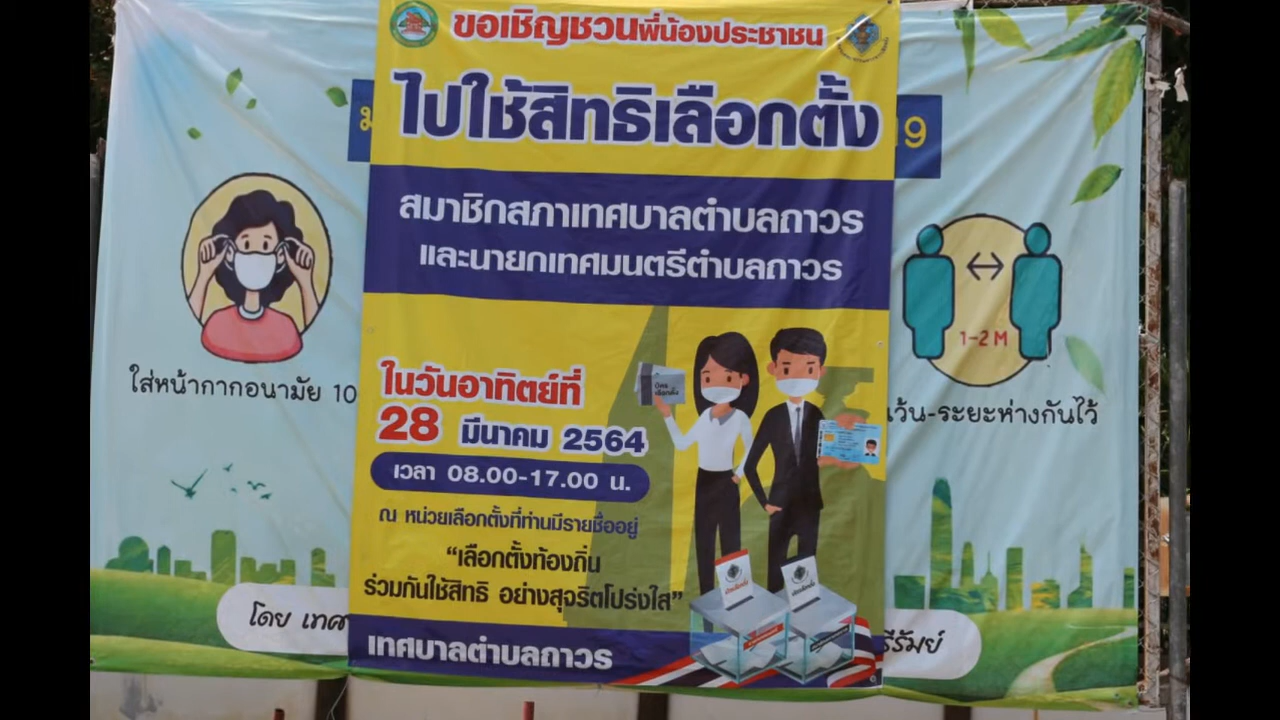 ขอเชิญชวนพี่น้องประชาชน
ไปใช้สิทธิเลือกตั้ง
19
สมาชิกสภาเทศบาลตำบลถาวร
และนายกเทศมนตรีตำบลถาวร
1-2 M
ใส่หน้ากากอนามัย 10
เว้น-ระยะห่างกันไว้
ในวันอาทิตย์ที่
28 มีนาคม 2564
เวลา 08.00-17.00 น.
ณ หน่วยเลือกตั้งที่ท่านมีรายชื่ออยู่
“เลือกตั้งท้องถิ่น
ร่วมกันใช้สิทธิ อย่างสุจริตโปร่งใส”
โดย เทศ
รีรัมย์
เทศบาลตำบลถาวร